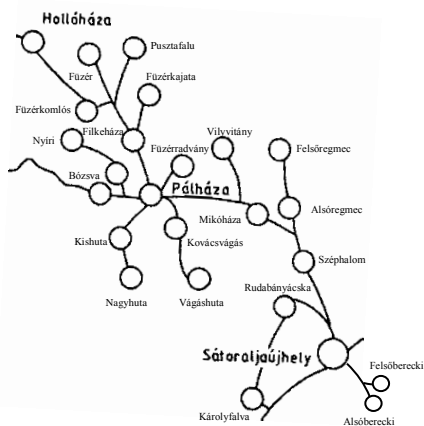 Hollóháza
Pusztafalu
Füzér
Füzérkajata
Füzérkomlós
Filkeháza
Nyíri
Füzérradvány
Vilyvitány
Felsőregmec
Bózsva
Pálháza
Mikóháza
Alsóregmec
Kishuta
Kovácsvágás
Széphalom
Nagyhuta
Vágáshuta
Rudabányácska
Sátoraljaújhely
Felsőberecki
Károlyfalva
Alsóberecki